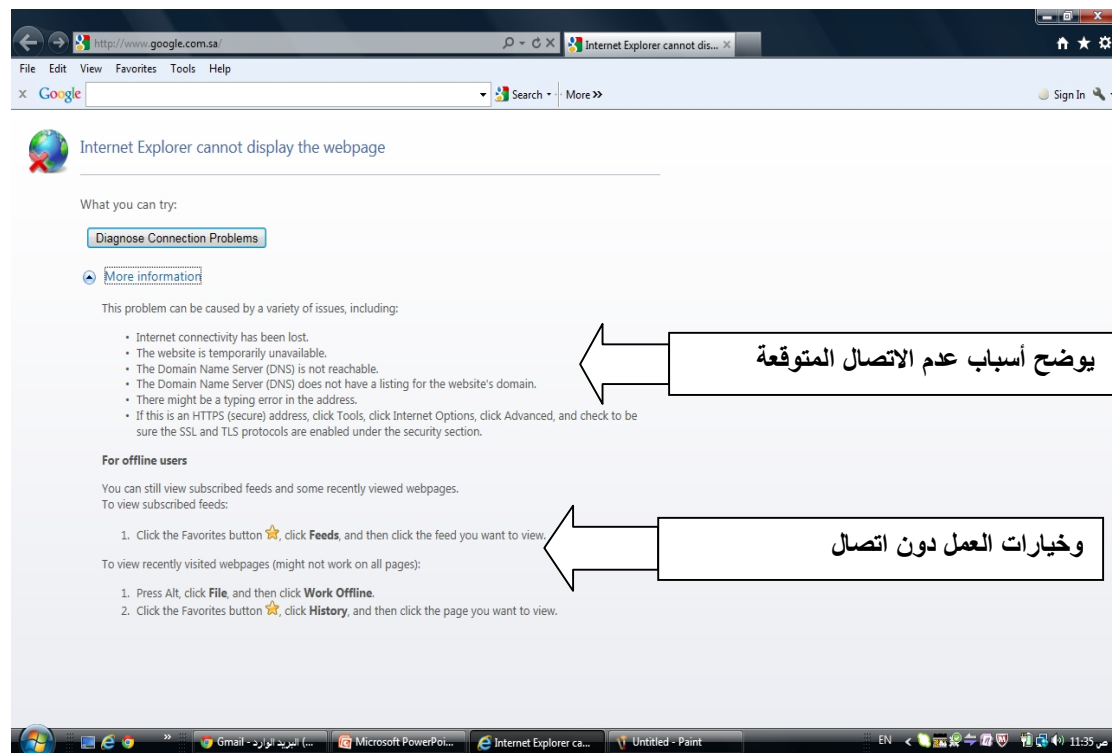 http://www.google.com.sa/
Internet Explorer cannot dis...
File Edit View Favorites Tools Help
x Google Search More >> Sign In
Internet Explorer cannot display the webpage
What you can try:
Diagnose Connection Problems
More information
This problem can be caused by a variety of issues, including:
• Internet connectivity has been lost.
• The website is temporarily unavailable.
• The Domain Name Server (DNS) is not reachable.
• The Domain Name Server (DNS) does not have a listing for the website's domain.
• There might be a typing error in the address.
• If this is an HTTPS (secure) address, click Tools, click Internet Options, click Advanced, and check to be
sure the SSL and TLS protocols are enabled under the security section.
يوضح أسباب عدم الاتصال المتوقعة
For offline users
You can still view subscribed feeds and some recently viewed webpages.
To view subscribed feeds:
1. Click the Favorites button , click Feeds, and then click the feed you want to view.
وخيارات العمل دون اتصال
To view recently visited webpages (might not work on all pages):
1. Press Alt, click File, and then click Work Offline.
2. Click the Favorites button , click History, and then click the page you want to view.
Gmail - البريد الوارد (...
Microsoft PowerPoi...
Internet Explorer ca...
Untitled - Paint
EN
11:35 ص